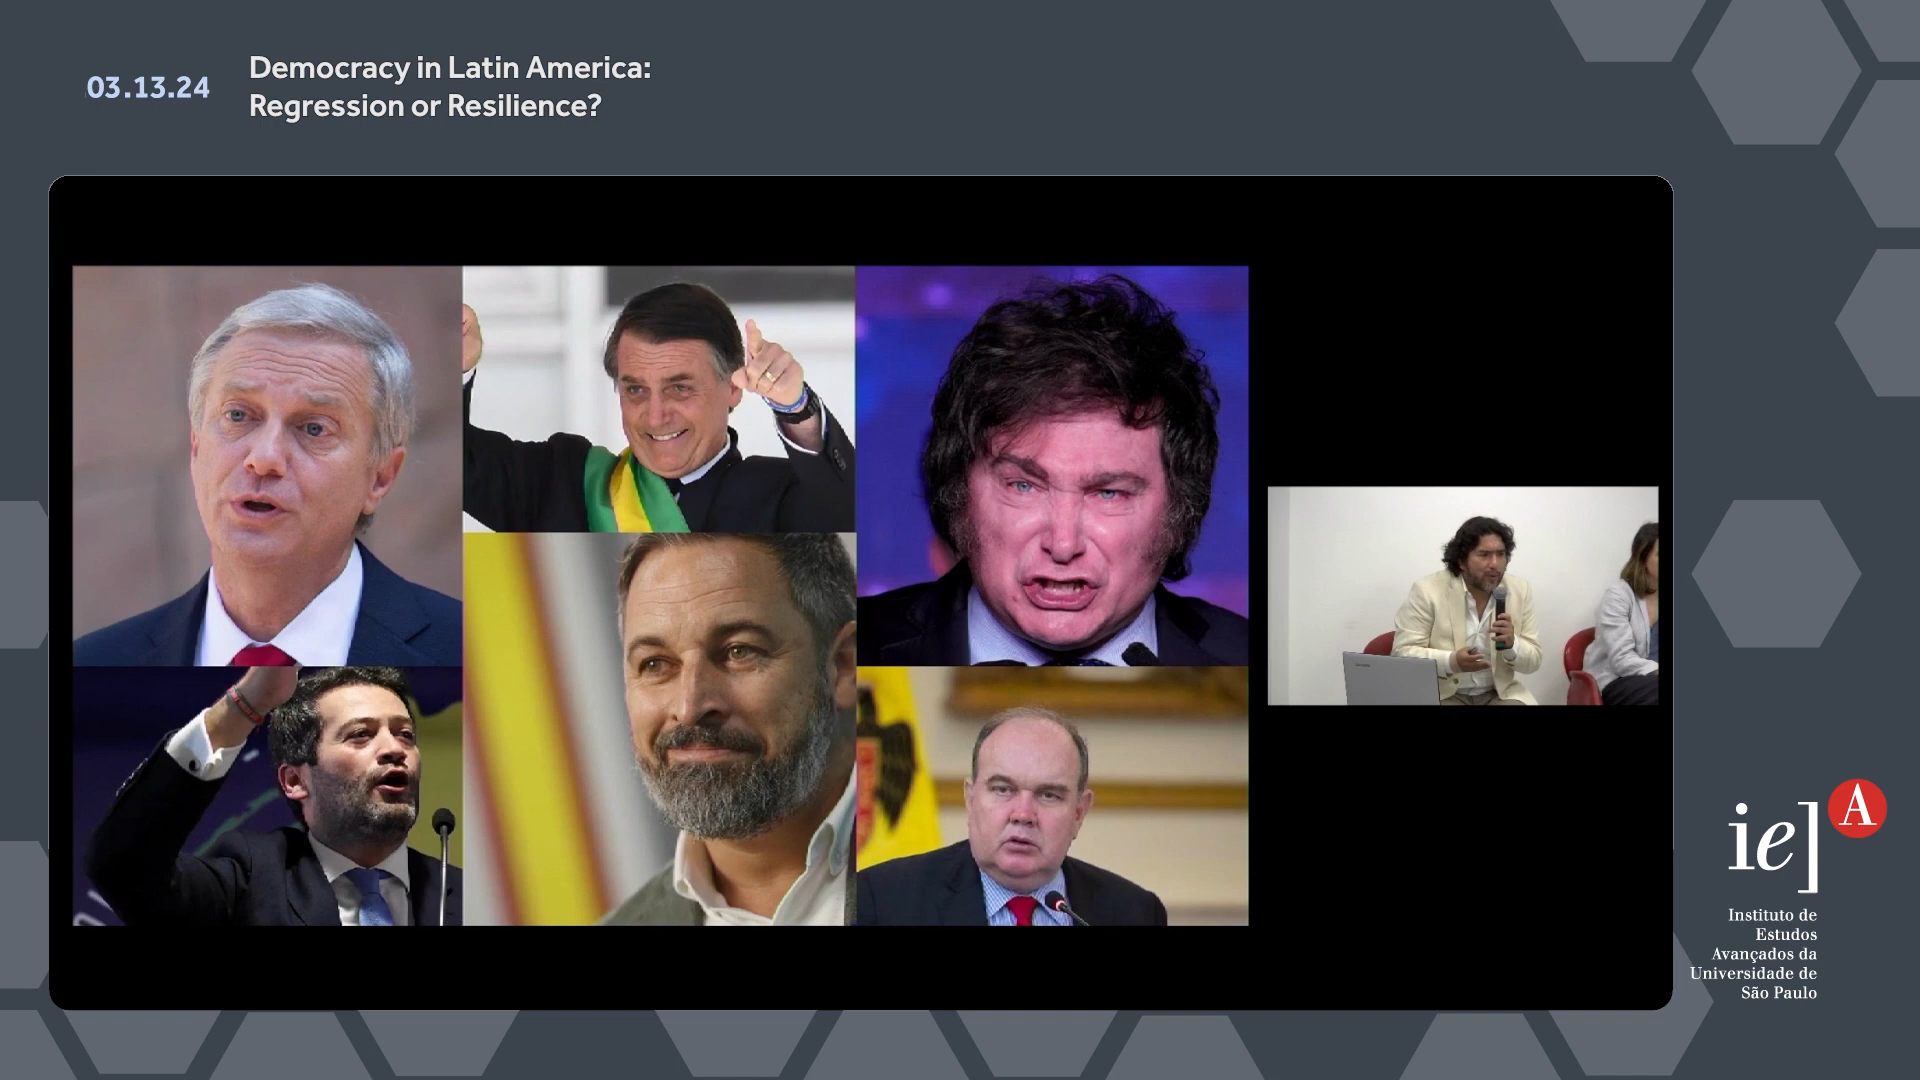 03.13.24
Democracy in Latin America:
Regression or Resilience?
ie]A
Instituto de
Estudos
Avançados da
Universidade de
São Paulo